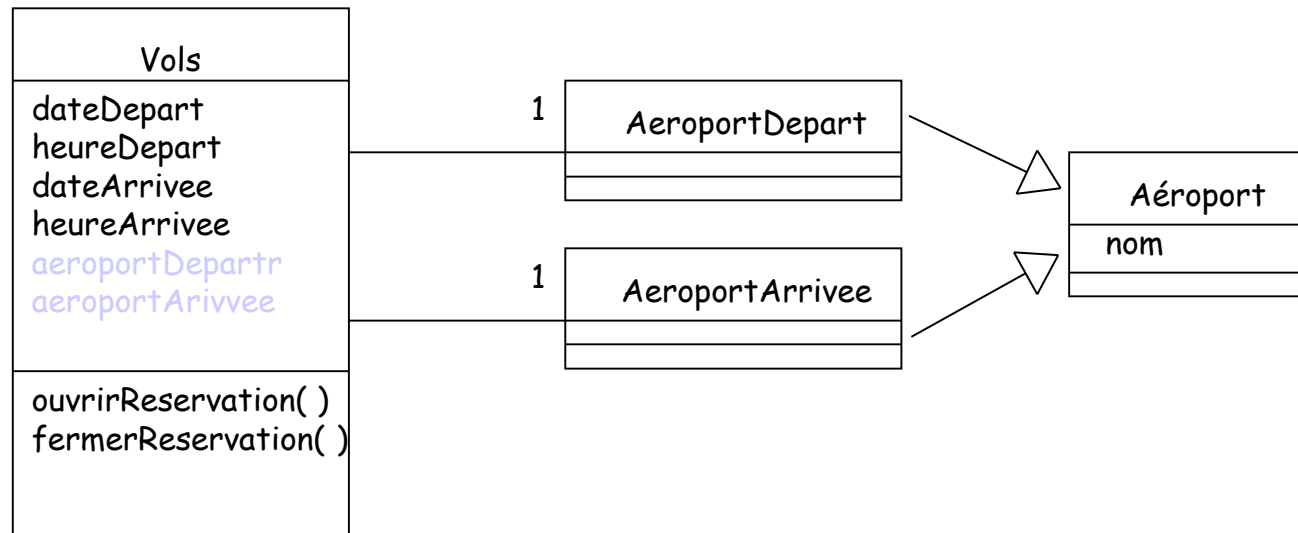 Vols
dateDepart
heureDepart
dateArrivee
heureArrivee
aeroportDepartr
aeroportArivvee
ouvrirReservation( )
fermerReservation( )
1
AeroportDepart
1
AeroportArrivee
Aéroport
nom